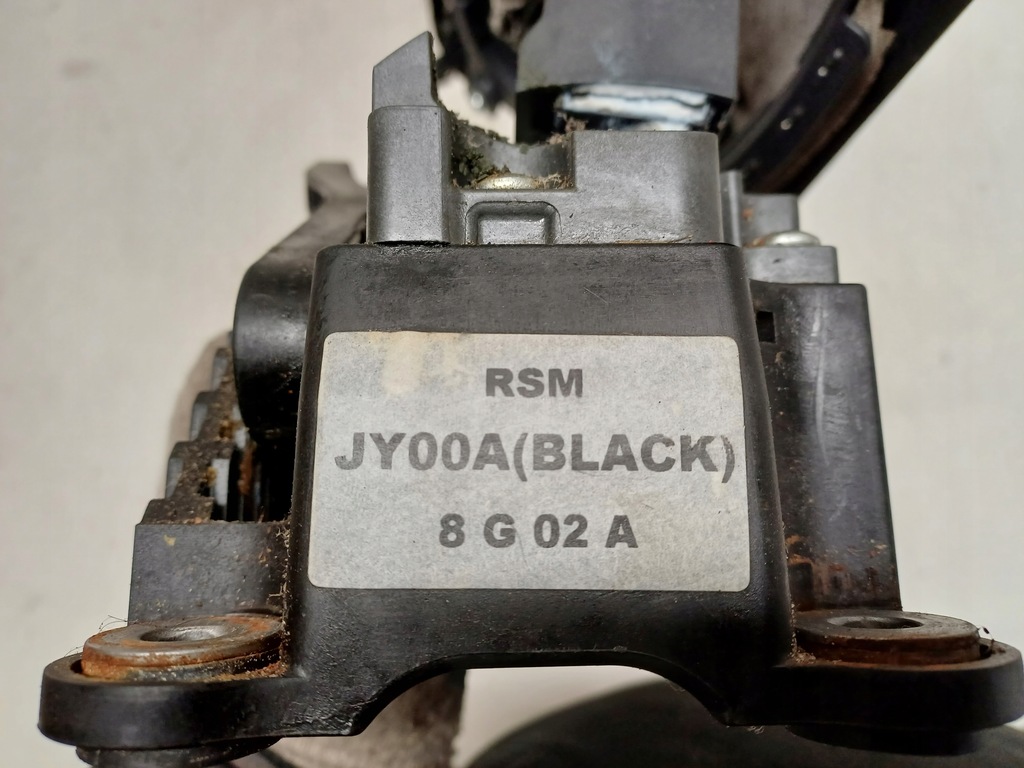 RSM
JY00A(BLACK)
8 G 02 A